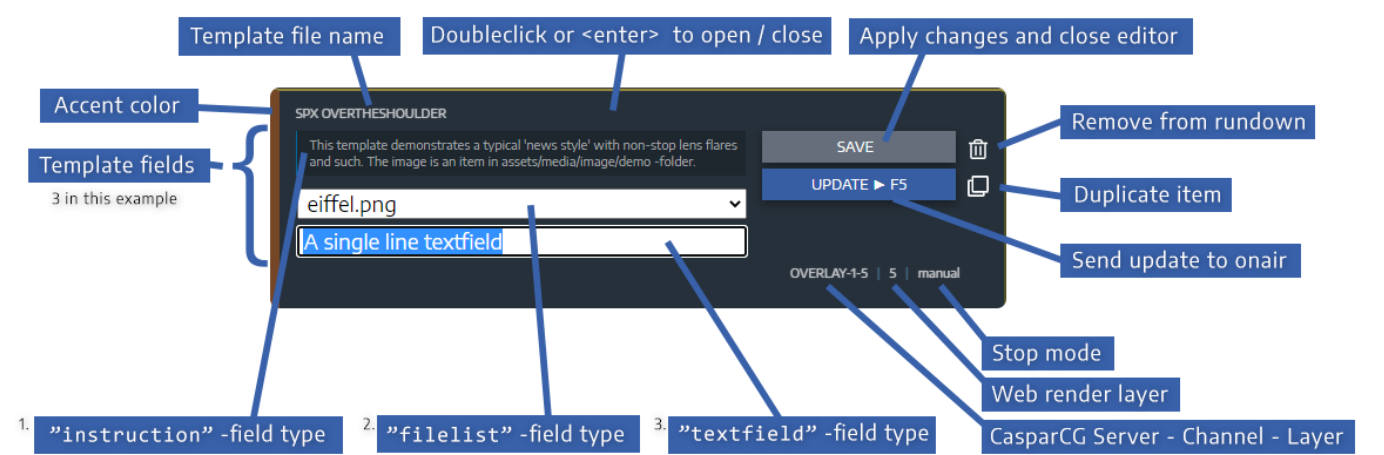 Template file name
Doubleclick or <enter> to open / close
Apply changes and close editor
Accent color
SPX OVERTHESHOULDER
Template fields
3 in this example
This template demonstrates a typical 'news style' with non-stop lens flares
and such. The image is an item in assets/media/image/demo -folder.
SAVE
Remove from rundown
UPDATE ► F5
Duplicate item
eiffel.png
A single line textfield
Send update to onair
OVERLAY-1-5 | 5 | manual
Stop mode
Web render layer
CasparCG Server - Channel - Layer
1. ”instruction” -field type
2. ”filelist” -field type
3. ”textfield” -field type